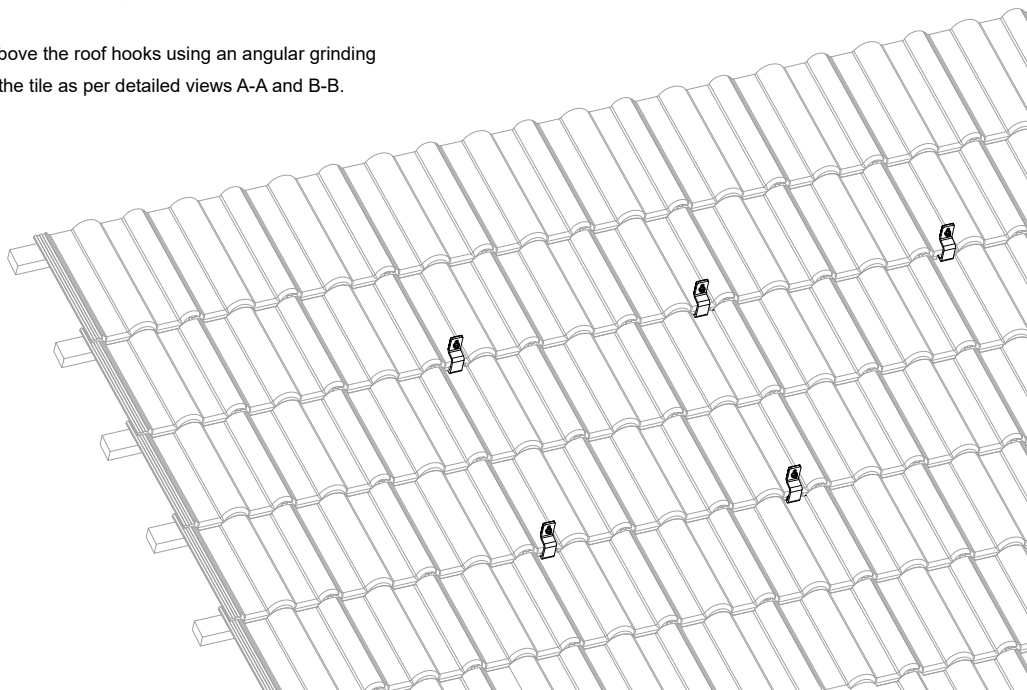 bove the roof hooks using an angular grinding
the tile as per detailed views A-A and B-B.